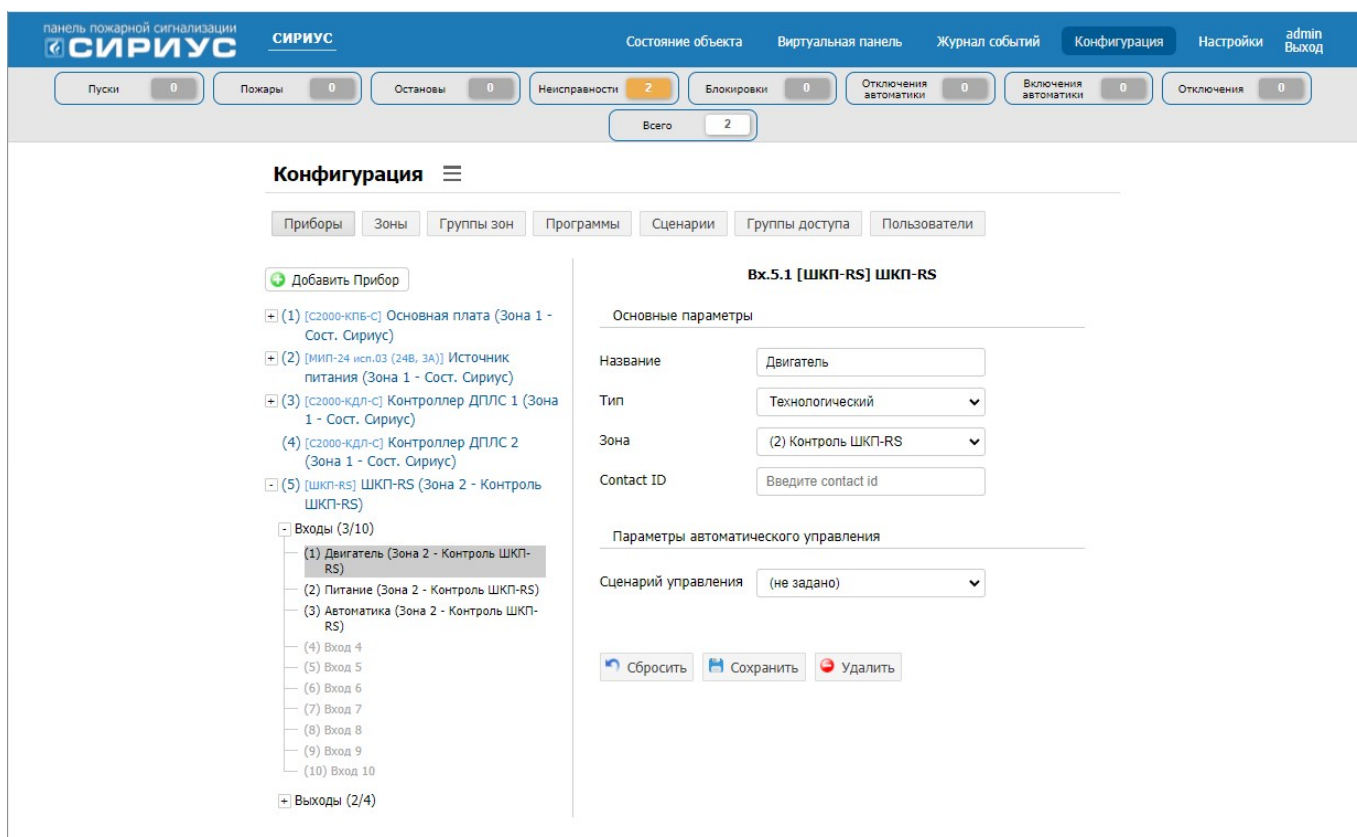 панель пожарной сигнализации
СИРИУС
СИРИУС
Состояние объекта
Виртуальная панель
Журнал событий
Конфигурация
Настройки
admin
Выход
Пуски 0
Пожары 0
Остановы 0
Неисправности 2
Блокировки 0
Отключения
автоматики 0
Включения
автоматики 0
Отключения 0
Всего 2
Конфигурация
Приборы
Зоны
Группы зон
Программы
Сценарии
Группы доступа
Пользователи
Добавить Прибор
(1) [С2000-КПБ-С] Основная плата (Зона 1 -
Сост. Сириус)
(2) [МИП-24 исп.03 (24В, 3А)] Источник
питания (Зона 1 - Сост. Сириус)
(3) [С2000-КДЛ-С] Контроллер ДПЛС 1 (Зона
1 - Сост. Сириус)
(4) [С2000-КДЛ-С] Контроллер ДПЛС 2
(Зона 1 - Сост. Сириус)
(5) [ШКП-RS] ШКП-RS (Зона 2 - Контроль
ШКП-RS)
Входы (3/10)
(1) Двигатель (Зона 2 - Контроль ШКП-
RS)
(2) Питание (Зона 2 - Контроль ШКП-RS)
(3) Автоматика (Зона 2 - Контроль ШКП-
RS)
(4) Вход 4
(5) Вход 5
(6) Вход 6
(7) Вход 7
(8) Вход 8
(9) Вход 9
(10) Вход 10
Выходы (2/4)
Вх.5.1 [ШКП-RS] ШКП-RS
Основные параметры
Название Двигатель
Тип Технологический
Зона (2) Контроль ШКП-RS
Contact ID Введите contact id
Параметры автоматического управления
Сценарий управления (не задано)
Сбросить
Сохранить
Удалить